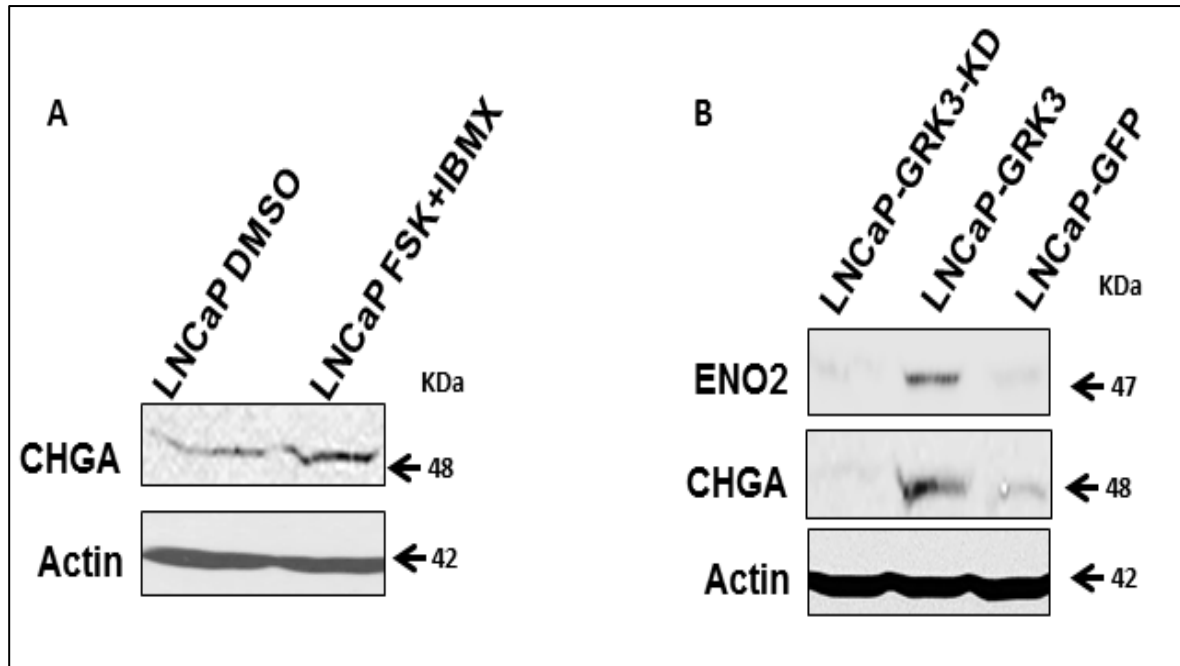 A
LNCaP DMSO
LNCaP FSK+IBMX
KDa
CHGA
48
Actin
42
B
LNCaP-GRK3-KD
LNCaP-GRK3
LNCaP-GFP
KDa
ENO2
47
CHGA
48
Actin
42